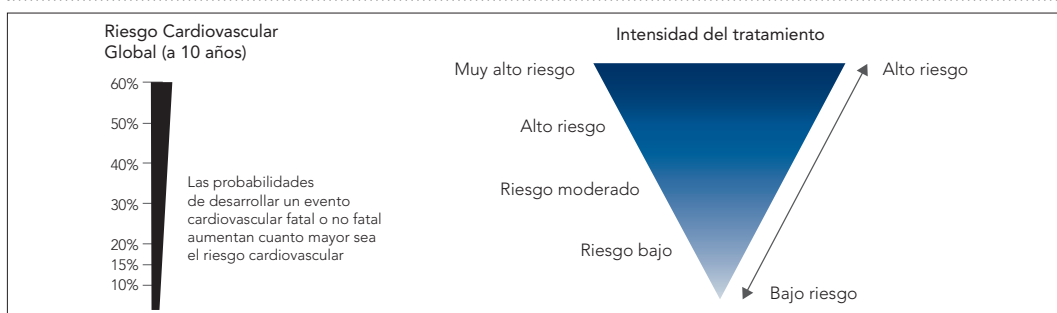 Riesgo Cardiovascular
Global (a 10 años)
60%
50%
40%
30%
20%
15%
10%
Las probabilidades
de desarrollar un evento
cardiovascular fatal o no fatal
aumentan cuanto mayor sea
el riesgo cardiovascular
Intensidad del tratamiento
Muy alto riesgo
Alto riesgo
Riesgo moderado
Riesgo bajo
Alto riesgo
Bajo riesgo